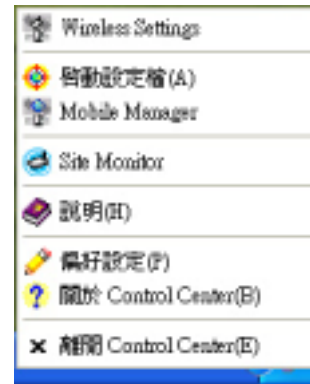 Wireless Settings
啓動設定檔(A)
Mobile Manager
Site Monitor
說明(H)
偏好設定(P)
關於 Control Center(B)
離開 Control Center(E)